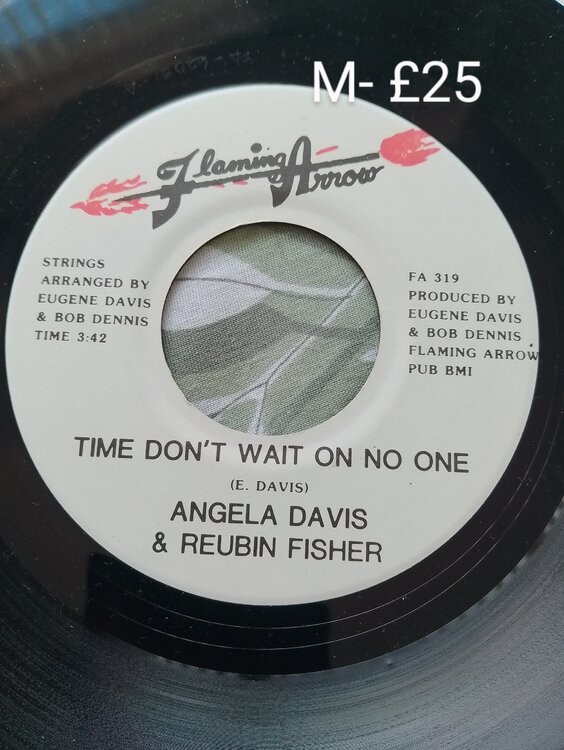 M- £25
Flaming Arrow
STRINGS
ARRANGED BY
EUGENE DAVIS
& BOB DENNIS
TIME 3:42
FA 319
PRODUCED BY
EUGENE DAVIS
& BOB DENNIS
FLAMING ARROW
PUB BMI
TIME DON'T WAIT ON NO ONE
(E. DAVIS)
ANGELA DAVIS
& REUBIN FISHER